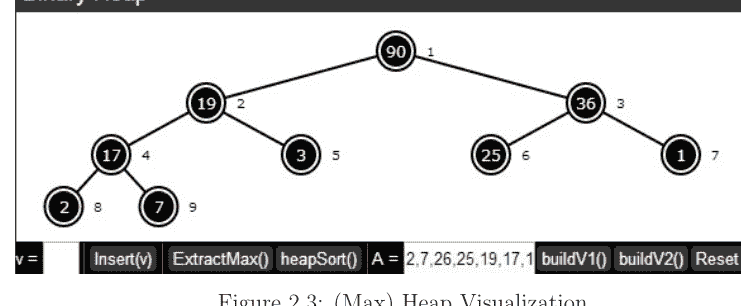 90 1
19 2 36 3
17 4 3 5 25 6 1 7
2 8 7 9
v = Insert(v) ExtractMax() heapSort() A = 2,7,26,25,19,17,1 buildV1() buildV2() Reset
Figure 2.3: (Max) Heap Visualization